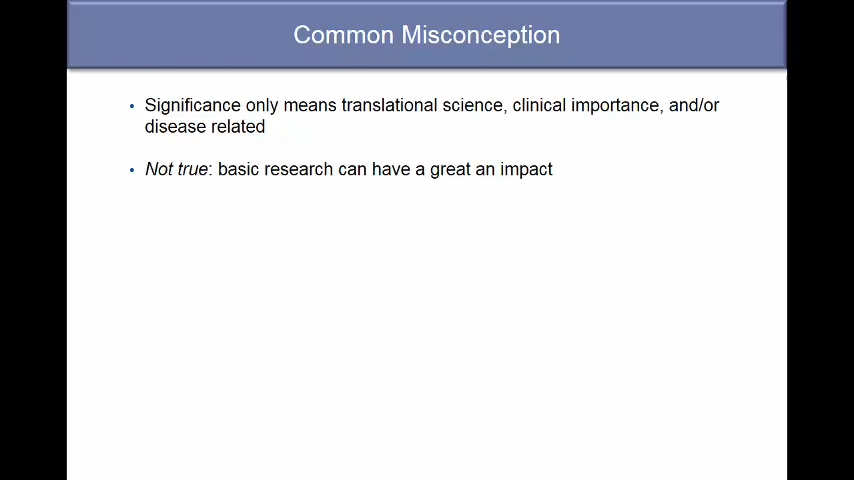 Common Misconception
• Significance only means translational science, clinical importance, and/or
disease related
• Not true: basic research can have a great an impact